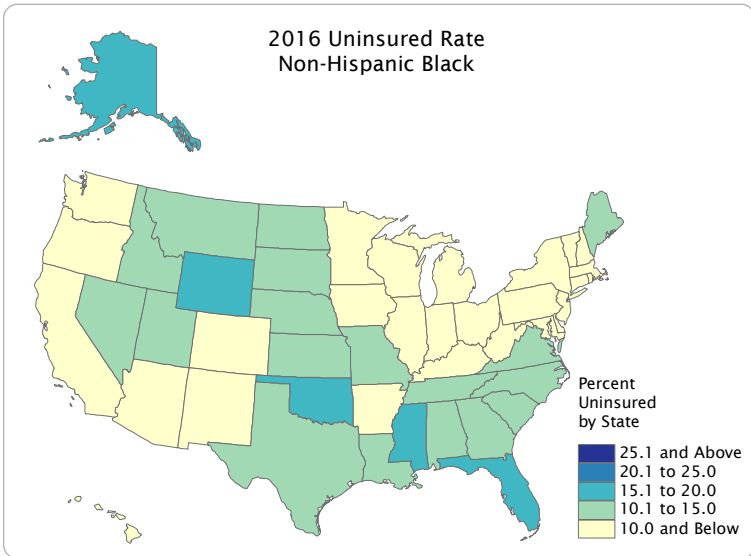 2016 Uninsured Rate
Non-Hispanic Black
Percent
Uninsured
by State
25.1 and Above
20.1 to 25.0
15.1 to 20.0
10.1 to 15.0
10.0 and Below